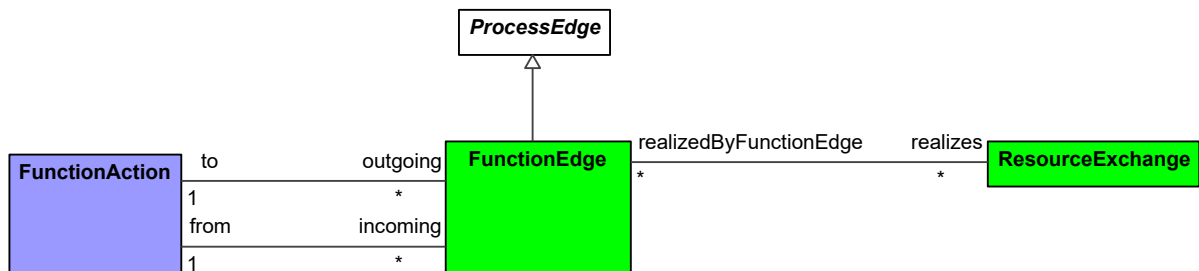 ProcessEdge
FunctionAction
to
outgoing
1
*
from
incoming
1
*
FunctionEdge
realizedByFunctionEdge
realizes
*
*
ResourceExchange